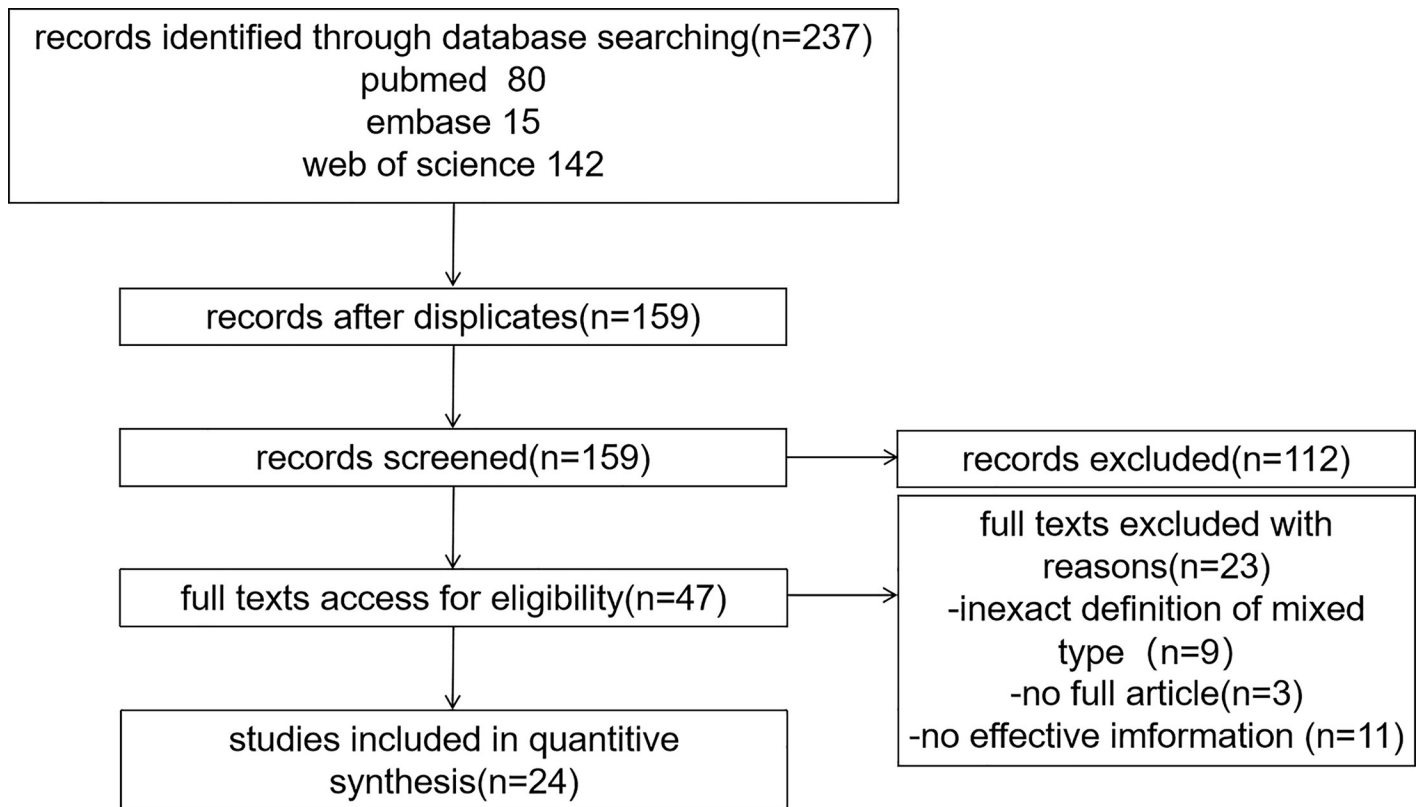 records identified through database searching(n=237)
pubmed  80
embase 15
web of science 142
records after displicates(n=159)
records screened(n=159)
records excluded(n=112)
full texts access for eligibility(n=47)
full texts excluded with
reasons(n=23)
-inexact definition of mixed
type （n=9)
-no full article(n=3)
-no effective imformation (n=11)
studies included in quantitive
synthesis(n=24)